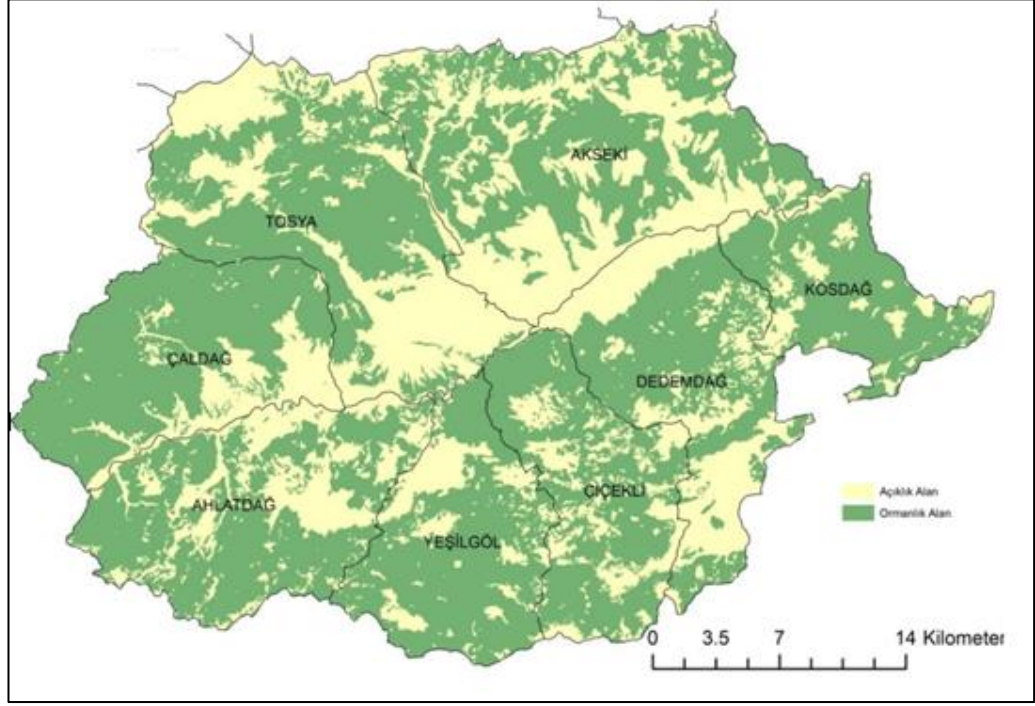 AKSEKİ
TOSYA
KOSDAĞ
ÇALDAĞ
DEDEMDAĞ
ÇİÇEKLİ
AHLATDAĞ
YEŞİLGÖL
Açıklık Alan
Ormanlık Alan
0 3.5 7 14 Kilometer